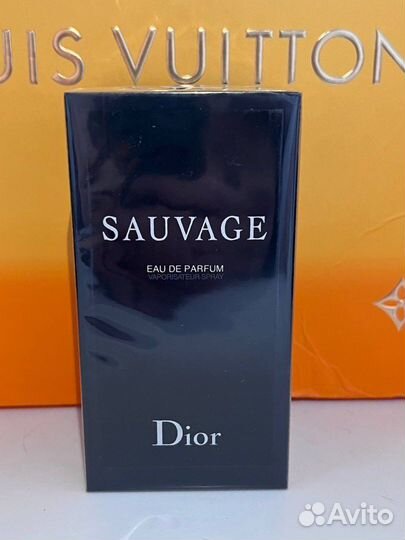 UIS VUITTON
SAUVAGE
EAU DE PARFUM
VAPORISATEUR SPRAY
Dior
Avito